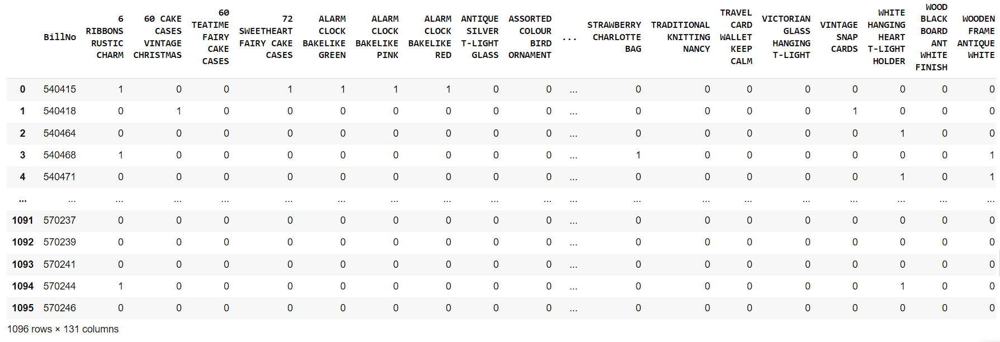 BillNo 6 RIBBONS RUSTIC CHARM 60 CAKE CASES VINTAGE CHRISTMAS 60 TEATIME FAIRY CAKE CASES 72 SWEETHEART FAIRY CAKE CASES ALARM CLOCK BAKELIKE GREEN ALARM CLOCK BAKELIKE PINK ALARM CLOCK BAKELIKE RED ANTIQUE SILVER T-LIGHT GLASS ASSORTED COLOUR BIRD ORNAMENT ... STRAWBERRY CHARLOTTE BAG TRADITIONAL KNITTING NANCY TRAVEL CARD WALLET KEEP CALM VICTORIAN GLASS HANGING T-LIGHT VINTAGE SNAP CARDS WHITE HANGING HEART T-LIGHT HOLDER WOOD BLACK BOARD ANT WHITE FINISH WOODEN FRAME ANTIQUE WHITE
0 540415 1 0 0 1 1 1 1 0 0 ... 0 0 0 0 0 0 0 0
1 540418 0 1 0 0 0 0 0 0 0 ... 0 0 0 0 1 0 0 0
2 540464 0 0 0 0 0 0 0 0 0 ... 0 0 0 0 0 1 0 0
3 540468 1 0 0 0 0 0 0 0 0 ... 1 0 0 0 0 0 0 1
4 540471 0 0 0 0 0 0 0 0 0 ... 0 0 0 0 0 1 0 1
... ... ... ... ... ... ... ... ... ... ... ... ... ... ... ... ... ... ... ...
1091 570237 0 0 0 0 0 0 0 0 0 ... 0 0 0 0 0 0 0 0
1092 570239 0 0 0 0 0 0 0 0 0 ... 0 0 0 0 0 0 0 0
1093 570241 0 0 0 0 0 0 0 0 0 ... 0 0 0 0 0 0 0 0
1094 570244 1 0 0 0 0 0 0 0 0 ... 0 0 0 0 0 1 0 0
1095 570246 0 0 0 0 0 0 0 0 0 ... 0 0 0 0 0 0 0 0
1096 rows × 131 columns